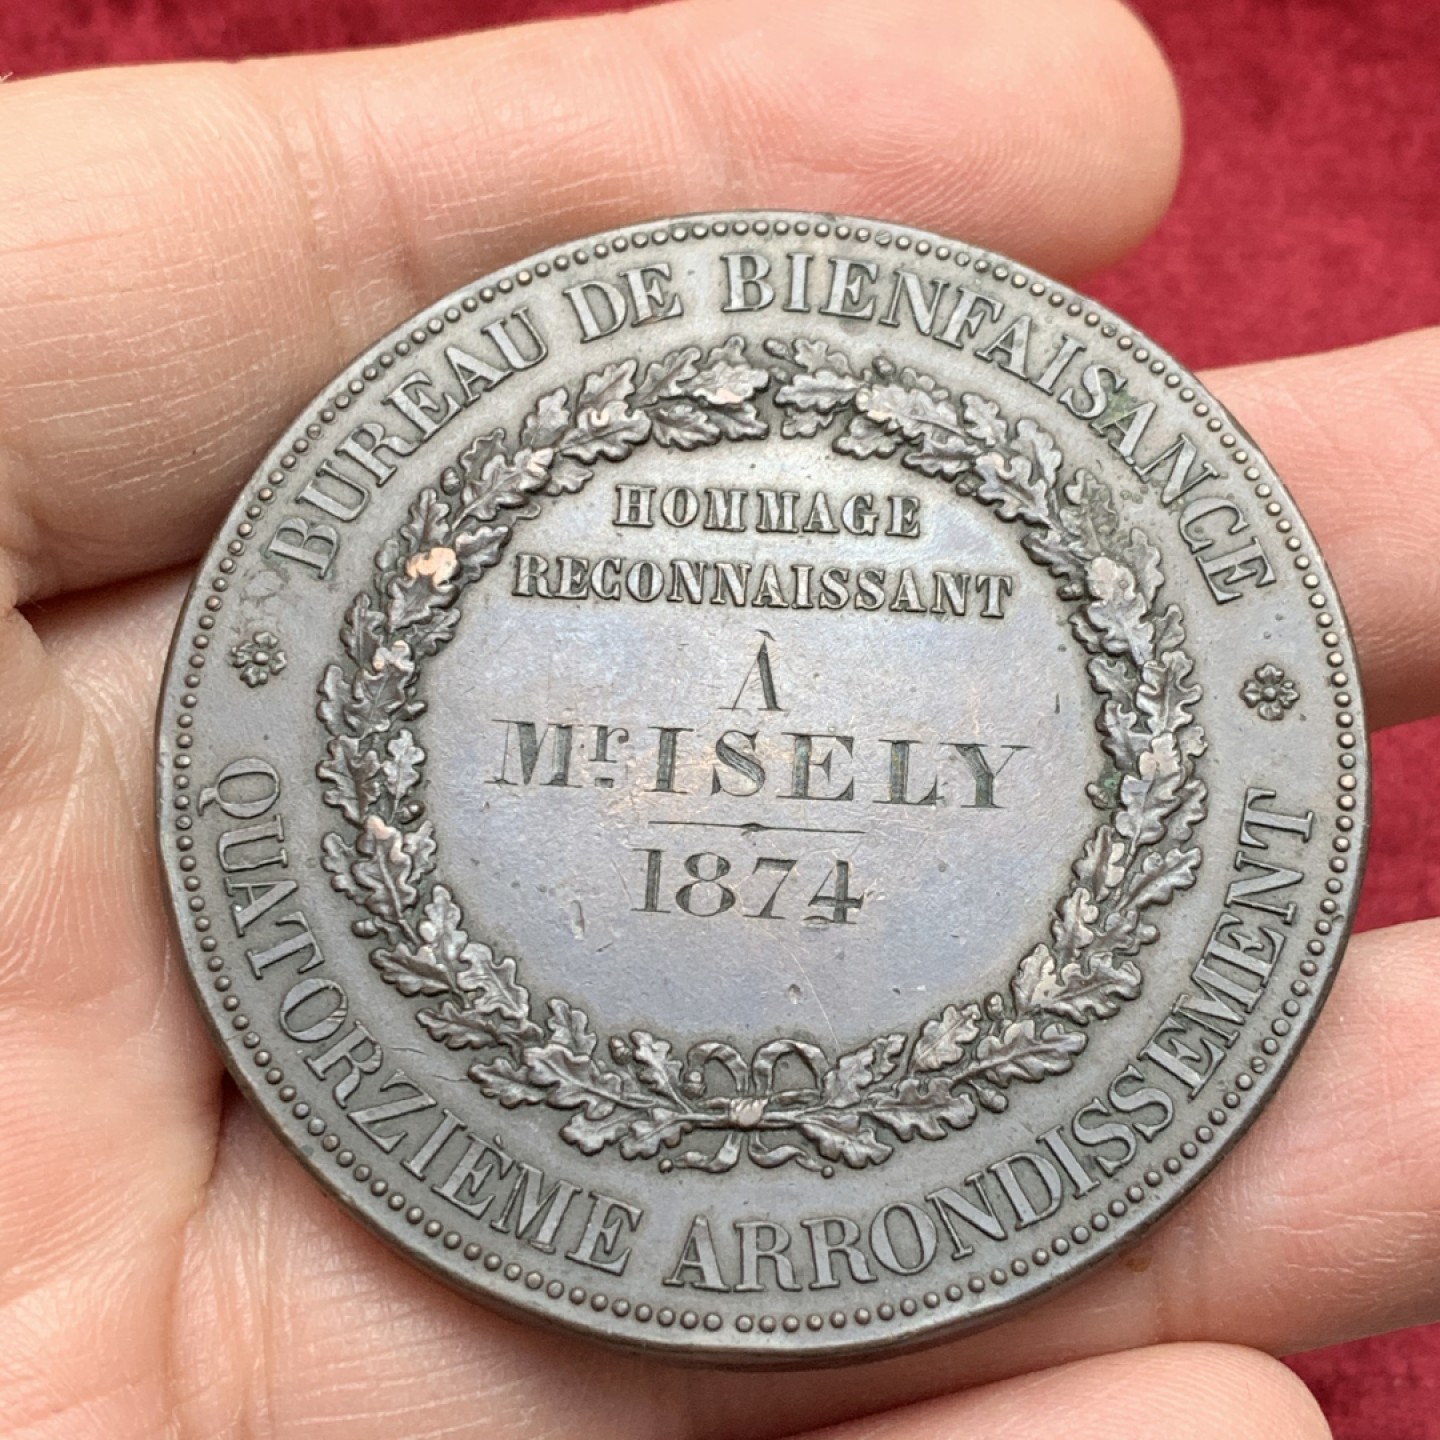 BUREAU DE BIENFAISANCE
HOMMAGE
RECONNAISSANT
À
Mr. ISELY
1874
QUATORZIÈME ARRONDISSEMENT